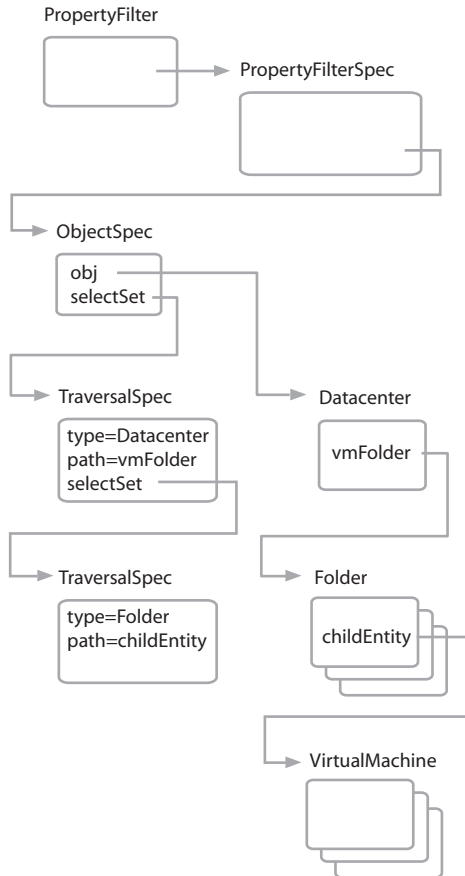 PropertyFilter
PropertyFilterSpec
ObjectSpec
obj
selectSet
TraversalSpec
type=Datacenter
path=vmFolder
selectSet
Datacenter
vmFolder
TraversalSpec
type=Folder
path=childEntity
Folder
childEntity
VirtualMachine